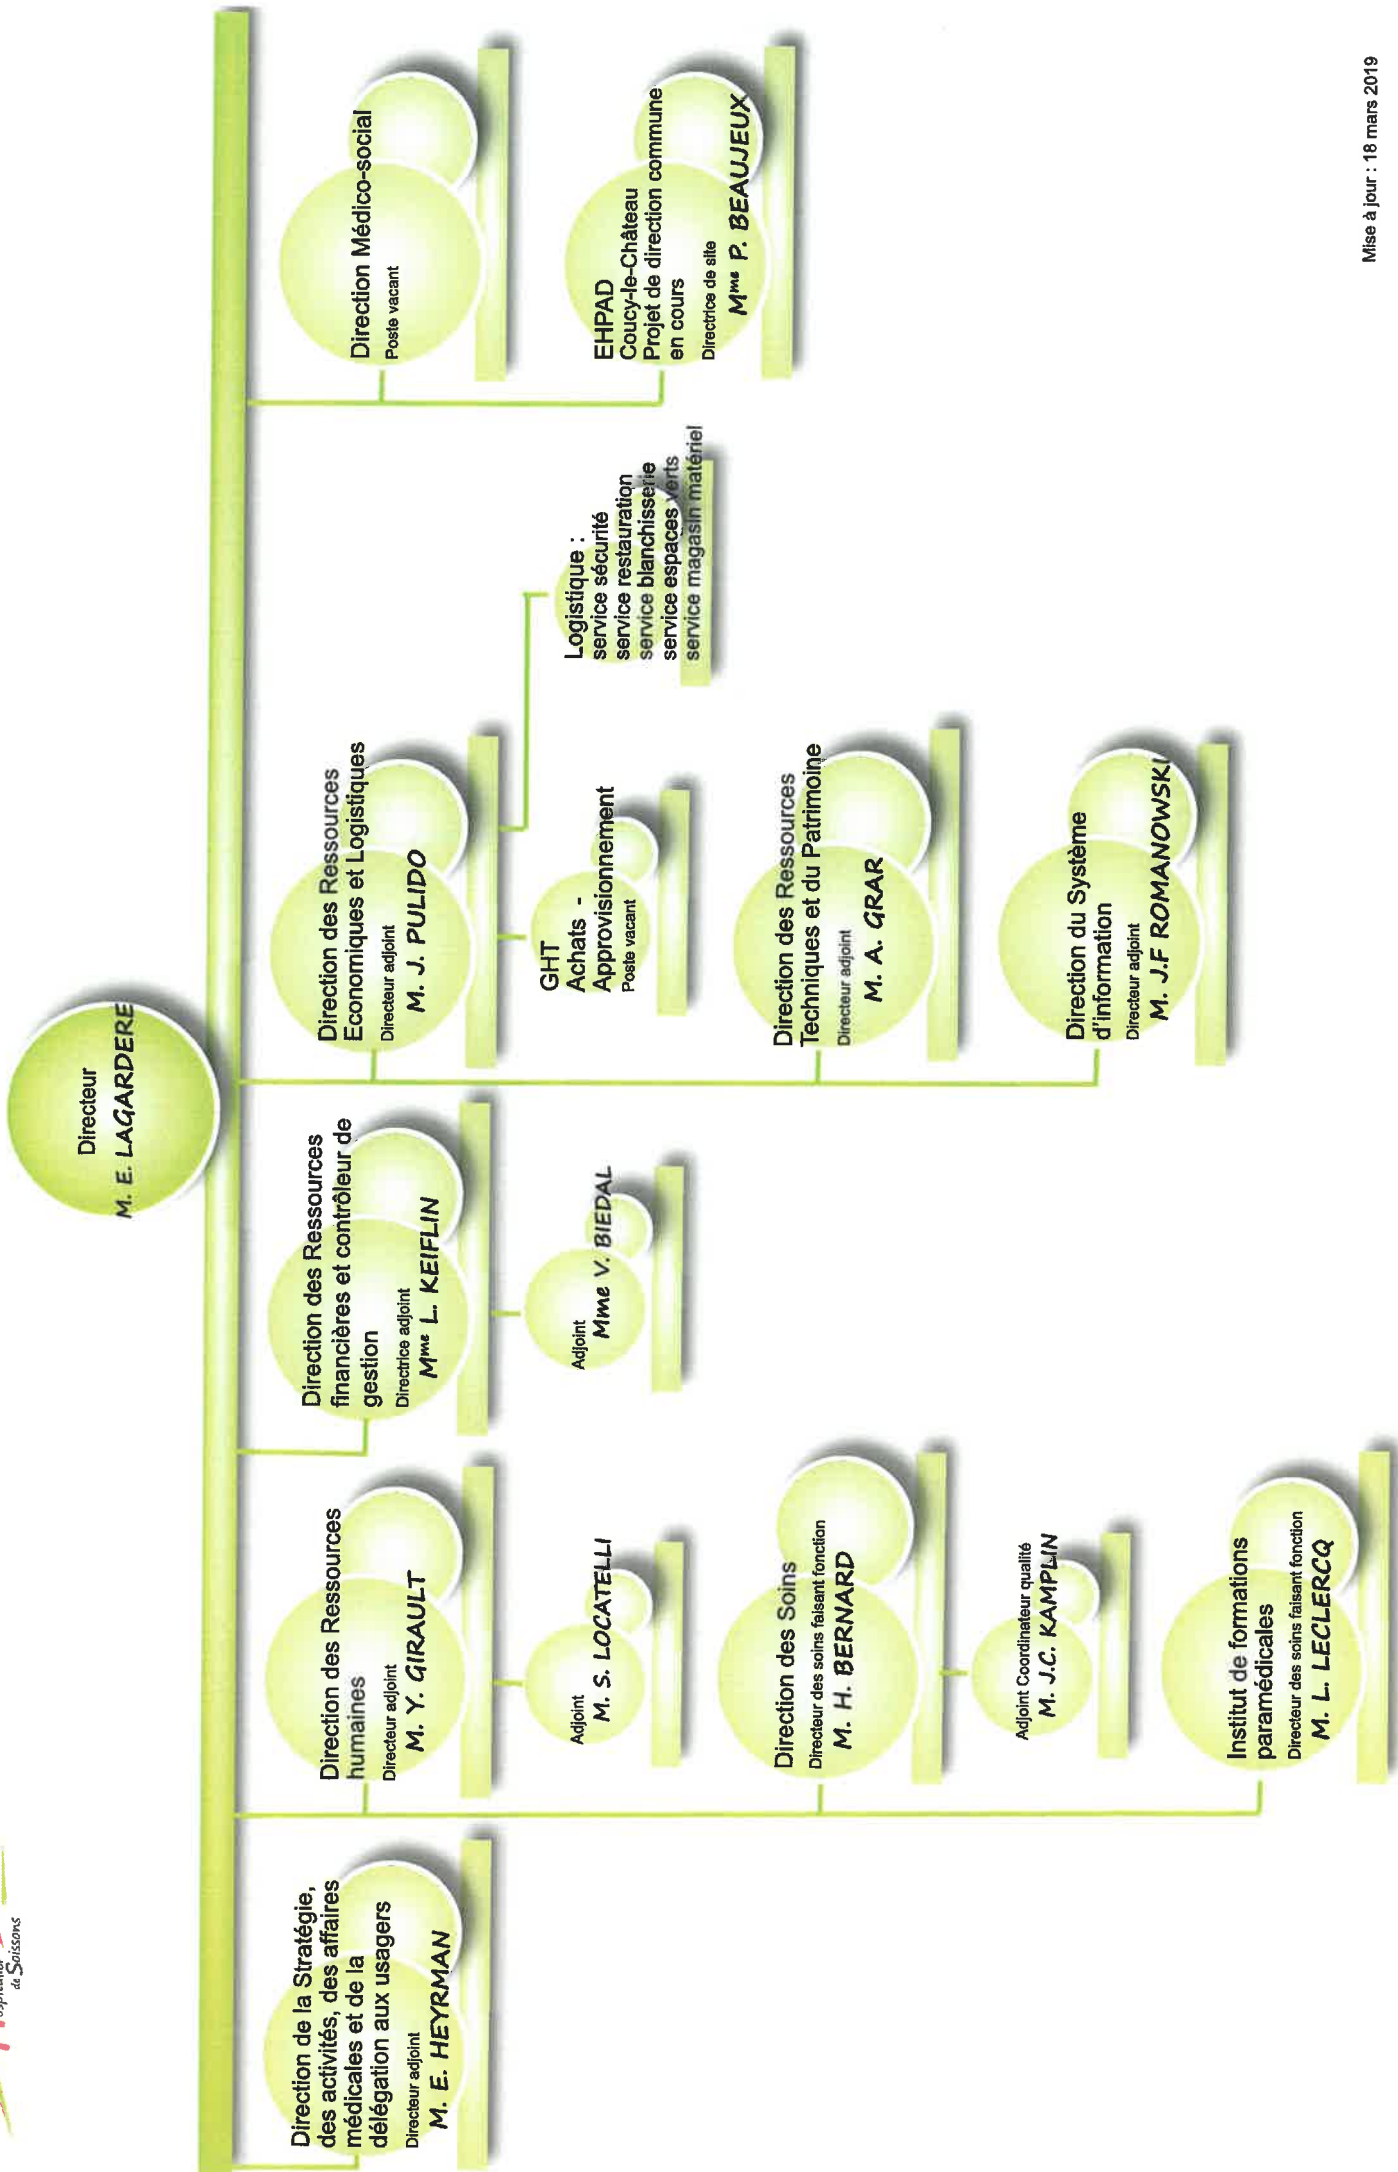 Hospitalier
de Soissons
Directeur
M. E. LAGARDERE
Direction de la Stratégie,
des activités, des affaires
médicales et de la
délégation aux usagers
Directeur adjoint
M. E. HEYRMAN
Direction des Ressources
humaines
Directeur adjoint
M. Y. GIRAULT
Adjoint
M. S. LOCATELLI
Direction des Soins
Directeur des soins faisant fonction
M. H. BERNARD
Adjoint Coordinateur qualité
M. J.C. KAMPLIN
Institut de formations
paramédicales
Directeur des soins faisant fonction
M. L. LECLERCQ
Direction des Ressources
financières et contrôleur de
gestion
Directrice adjoint
Mme L. KEIFLIN
Adjoint
Mme V. BIEDAL
Direction des Ressources
Economiques et Logistiques
Directeur adjoint
M. J. PULIDO
GHT
Achats -
Approvisionnement
Poste vacant
Logistique :
service sécurité
service restauration
service blanchisserie
service espaces verts
service magasin matériel
Direction des Ressources
Techniques et du Patrimoine
Directeur adjoint
M. A. GRAR
Direction du Système
d'information
Directeur adjoint
M. J.F ROMANOWSKI
Direction Médico-social
Poste vacant
EHPAD
Coucy-le-Château
Projet de direction commune
en cours
Directrice de site
Mme P. BEAUJEUX
Mise à jour : 18 mars 2019